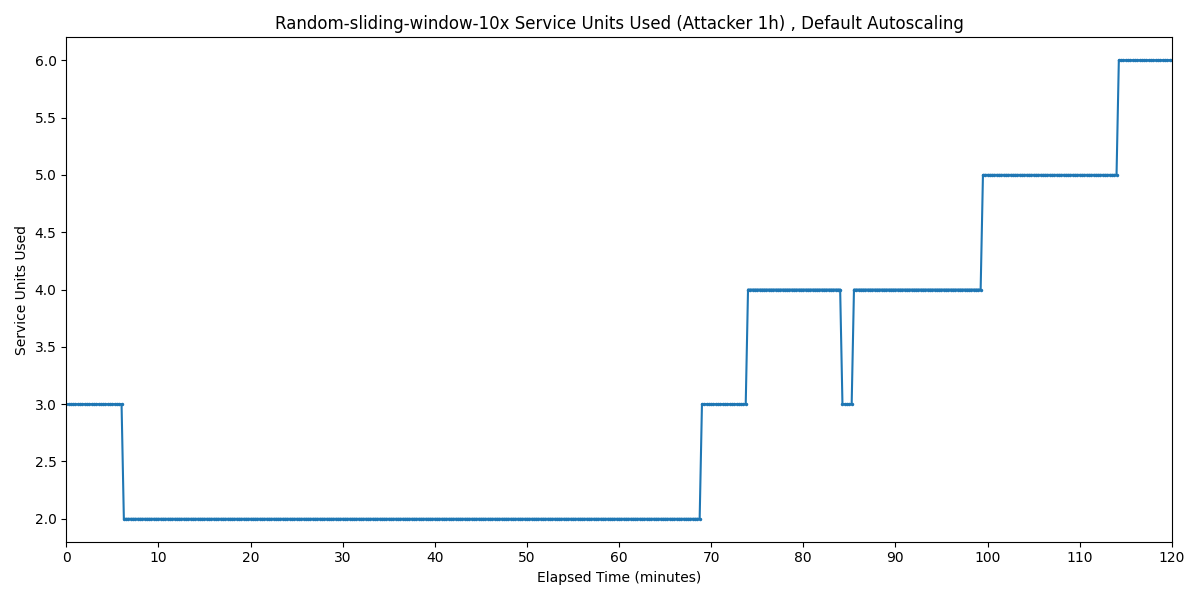 Random-sliding-window-10x Service Units Used (Attacker 1h) , Default Autoscaling
Service Units Used
6.0
5.5
5.0
4.5
4.0
3.5
3.0
2.5
2.0
0 10 20 30 40 50 60 70 80 90 100 110 120
Elapsed Time (minutes)